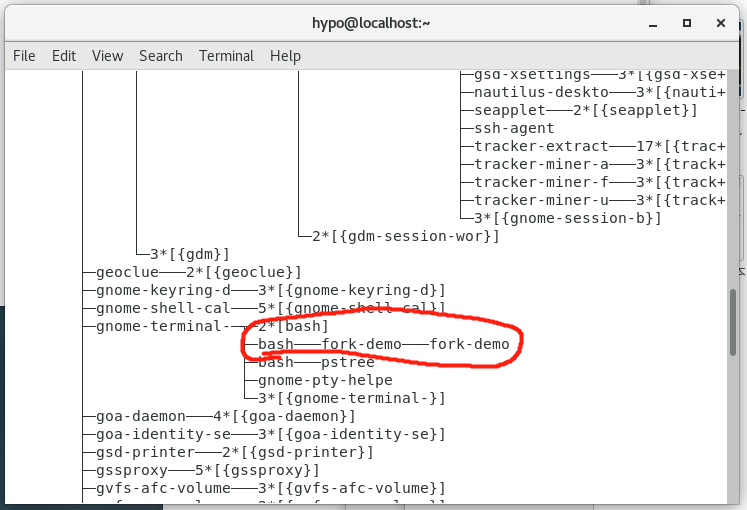 hypo@localhost:~
File Edit View Search Terminal Help
gsd-xsettings───3*[{gsd-xse+
nautilus-deskto───3*[{nauti+
seapplet───2*[{seapplet}]
ssh-agent
tracker-extract───17*[{trac+
tracker-miner-a───3*[{track+
tracker-miner-f───3*[{track+
tracker-miner-u───3*[{track+
3*[{gnome-session-b}]
2*[{gdm-session-wor}]
3*[{gdm}]
geoclue───2*[{geoclue}]
gnome-keyring-d───3*[{gnome-keyring-d}]
gnome-shell-cal───5*[{gnome-shell-cal}]
gnome-terminal-─┬─2*[bash]
├─bash───fork-demo───fork-demo
├─bash───pstree
├─gnome-pty-helpe
└─3*[{gnome-terminal-}]
goa-daemon───4*[{goa-daemon}]
goa-identity-se───3*[{goa-identity-se}]
gsd-printer───2*[{gsd-printer}]
gssproxy───5*[{gssproxy}]
gvfs-afc-volume───3*[{gvfs-afc-volume}]